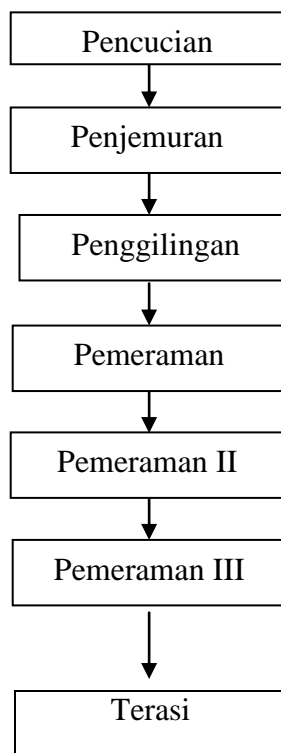 Pencucian
Penjemuran
Penggilingan
Pemeraman
Pemeraman II
Pemeraman III
Terasi